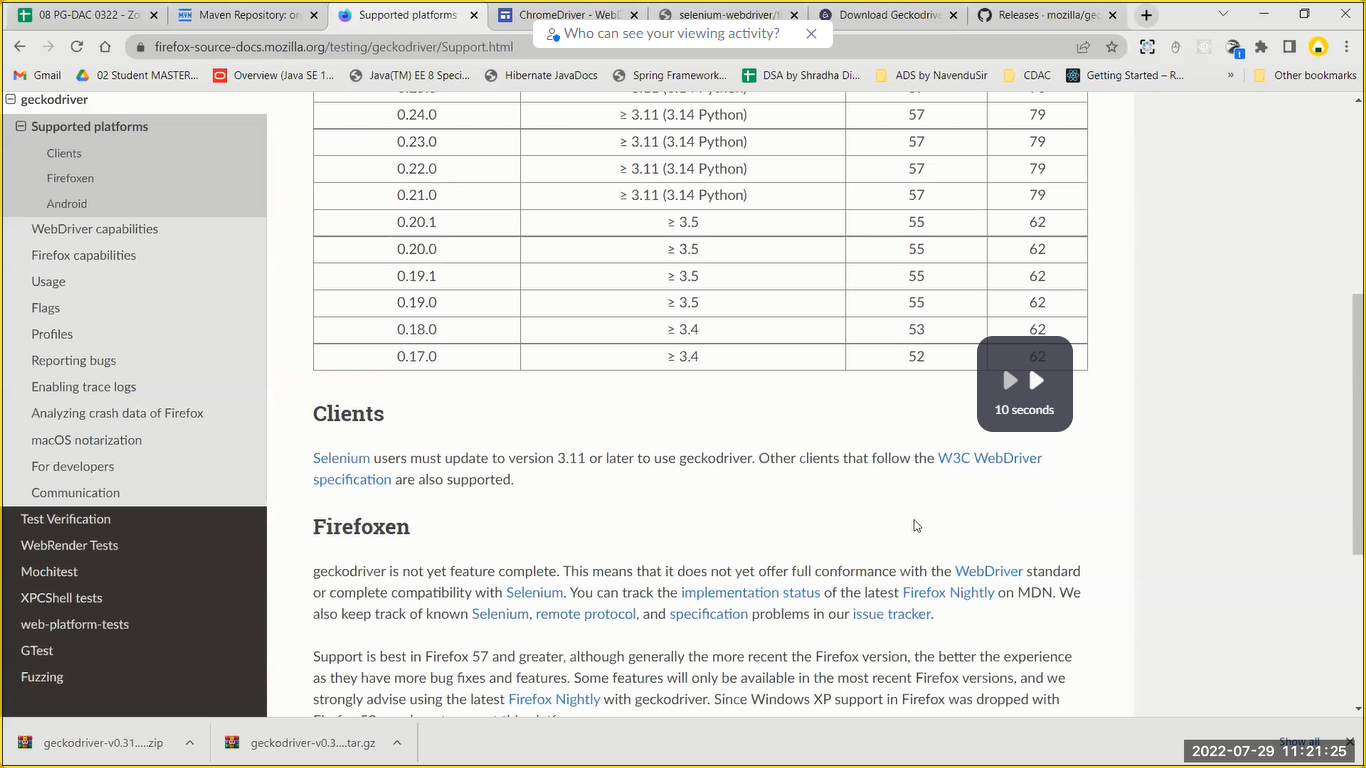 08 PG-DAC 0322 - Zo
Maven Repository: or
Supported platforms
ChromeDriver - WebD
selenium-webdriver/fi
Download Geckodrive
Releases · mozilla/gec
Who can see your viewing activity?
firefox-source-docs.mozilla.org/testing/geckodriver/Support.html
Gmail
02 Student MASTER...
Overview (Java SE 1...
Java(TM) EE 8 Speci...
Hibernate JavaDocs
Spring Framework...
DSA by Shradha Di...
ADS by NavenduSir
CDAC
Getting Started – R...
»
Other bookmarks
geckodriver
Supported platforms
Clients
Firefoxen
Android
WebDriver capabilities
Firefox capabilities
Usage
Flags
Profiles
Reporting bugs
Enabling trace logs
Analyzing crash data of Firefox
macOS notarization
For developers
Communication
Test Verification
WebRender Tests
Mochitest
XPCShell tests
web-platform-tests
GTest
Fuzzing
0.24.0 ≥ 3.11 (3.14 Python) 57 79
0.23.0 ≥ 3.11 (3.14 Python) 57 79
0.22.0 ≥ 3.11 (3.14 Python) 57 79
0.21.0 ≥ 3.11 (3.14 Python) 57 79
0.20.1 ≥ 3.5 55 62
0.20.0 ≥ 3.5 55 62
0.19.1 ≥ 3.5 55 62
0.19.0 ≥ 3.5 55 62
0.18.0 ≥ 3.4 53 62
0.17.0 ≥ 3.4 52 62
10 seconds
Clients
Selenium users must update to version 3.11 or later to use geckodriver. Other clients that follow the W3C WebDriver
specification are also supported.
Firefoxen
geckodriver is not yet feature complete. This means that it does not yet offer full conformance with the WebDriver standard
or complete compatibility with Selenium. You can track the implementation status of the latest Firefox Nightly on MDN. We
also keep track of known Selenium, remote protocol, and specification problems in our issue tracker.
Support is best in Firefox 57 and greater, although generally the more recent the Firefox version, the better the experience
as they have more bug fixes and features. Some features will only be available in the most recent Firefox versions, and we
strongly advise using the latest Firefox Nightly with geckodriver. Since Windows XP support in Firefox was dropped with
geckodriver-v0.31.....zip
geckodriver-v0.3....tar.gz
Show all
2022-07-29 11:21:25